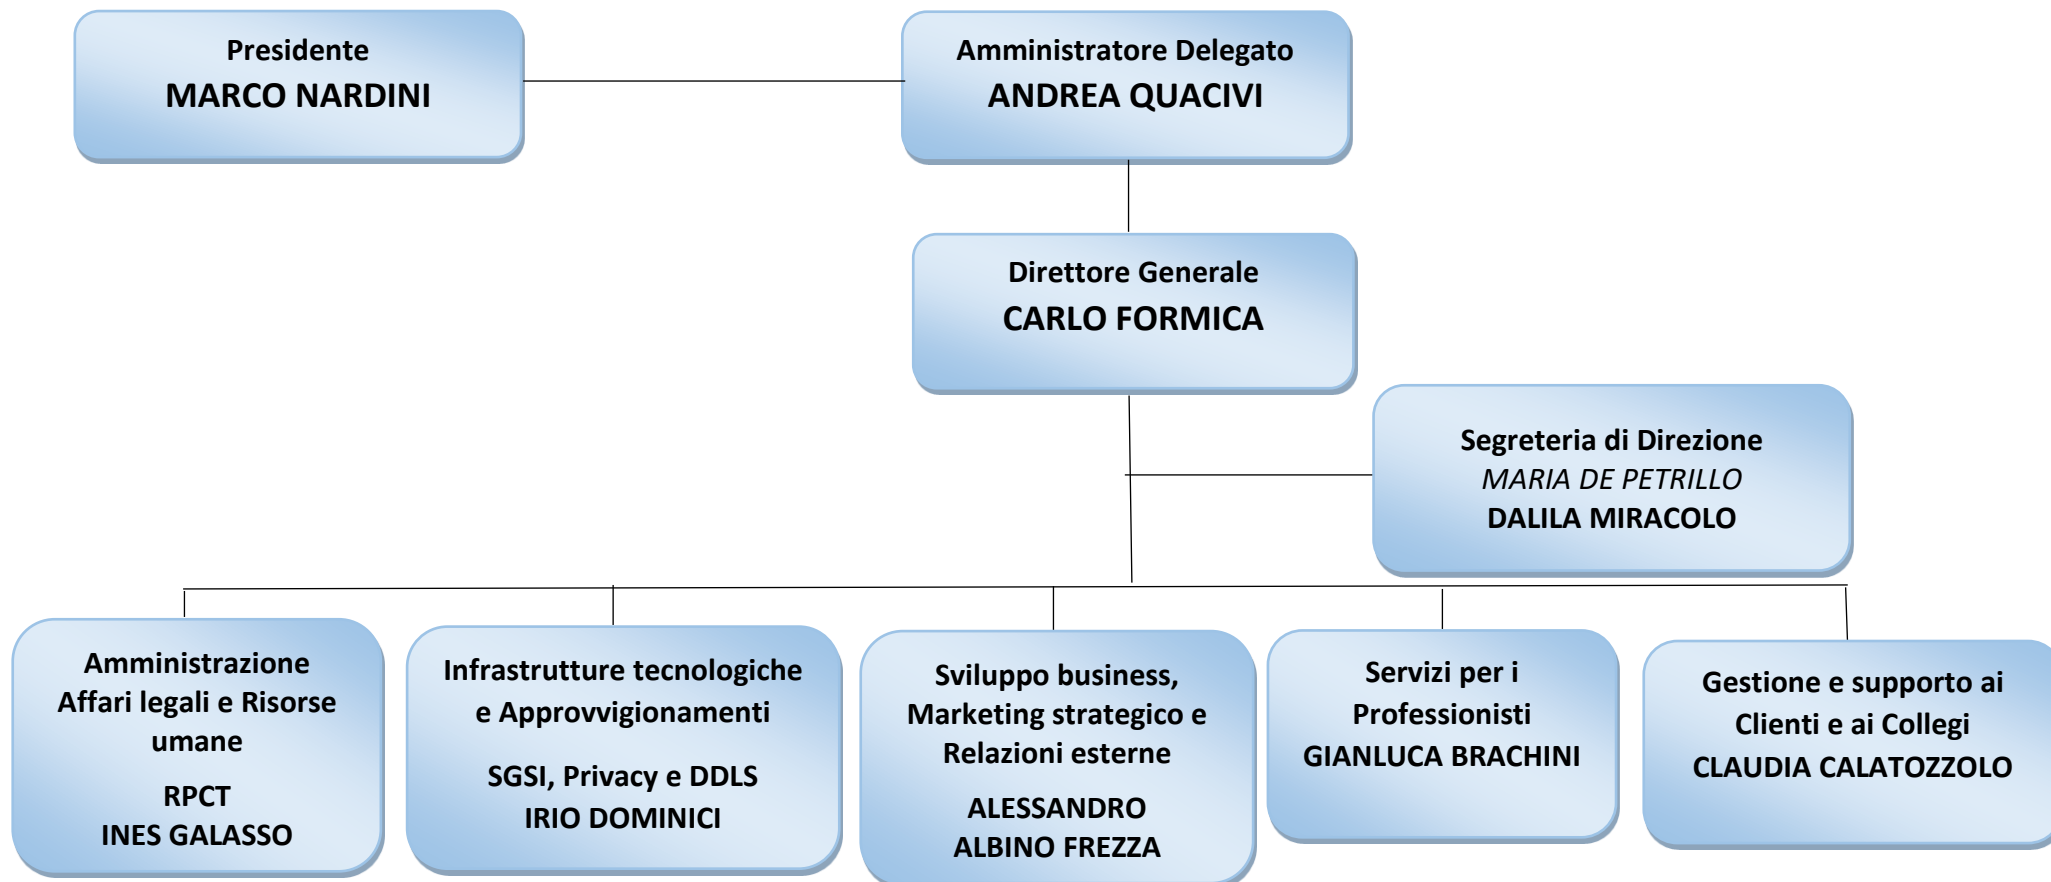 Presidente
MARCO NARDINI
Amministratore Delegato
ANDREA QUACIVI
Direttore Generale
CARLO FORMICA
Segreteria di Direzione
MARIA DE PETRILLO
DALILA MIRACOLO
Amministrazione
Affari legali e Risorse
umane
RPCT
INES GALASSO
Infrastrutture tecnologiche
e Approvvigionamenti
SGSI, Privacy e DDLS
IRIO DOMINICI
Sviluppo business,
Marketing strategico e
Relazioni esterne
ALESSANDRO
ALBINO FREZZA
Servizi per i
Professionisti
GIANLUCA BRACHINI
Gestione e supporto ai
Clienti e ai Collegi
CLAUDIA CALATOZZOLO